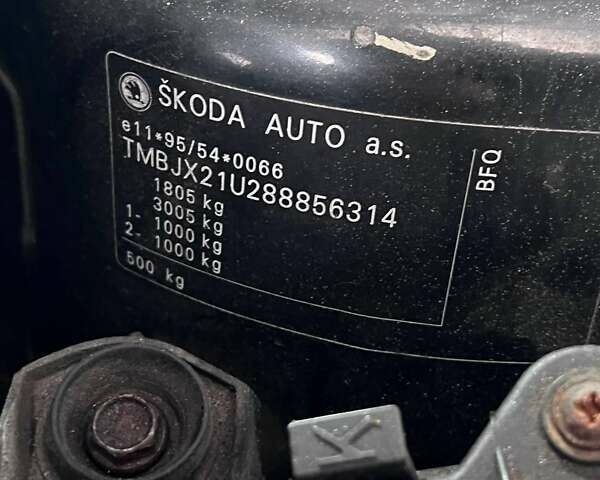 ŠKODA AUTO a.s.
e11*95/54*0066
TMBJX21U288856314
1805 kg
3005 kg
1- 1000 kg
2- 1000 kg
500 kg
BFQ
K